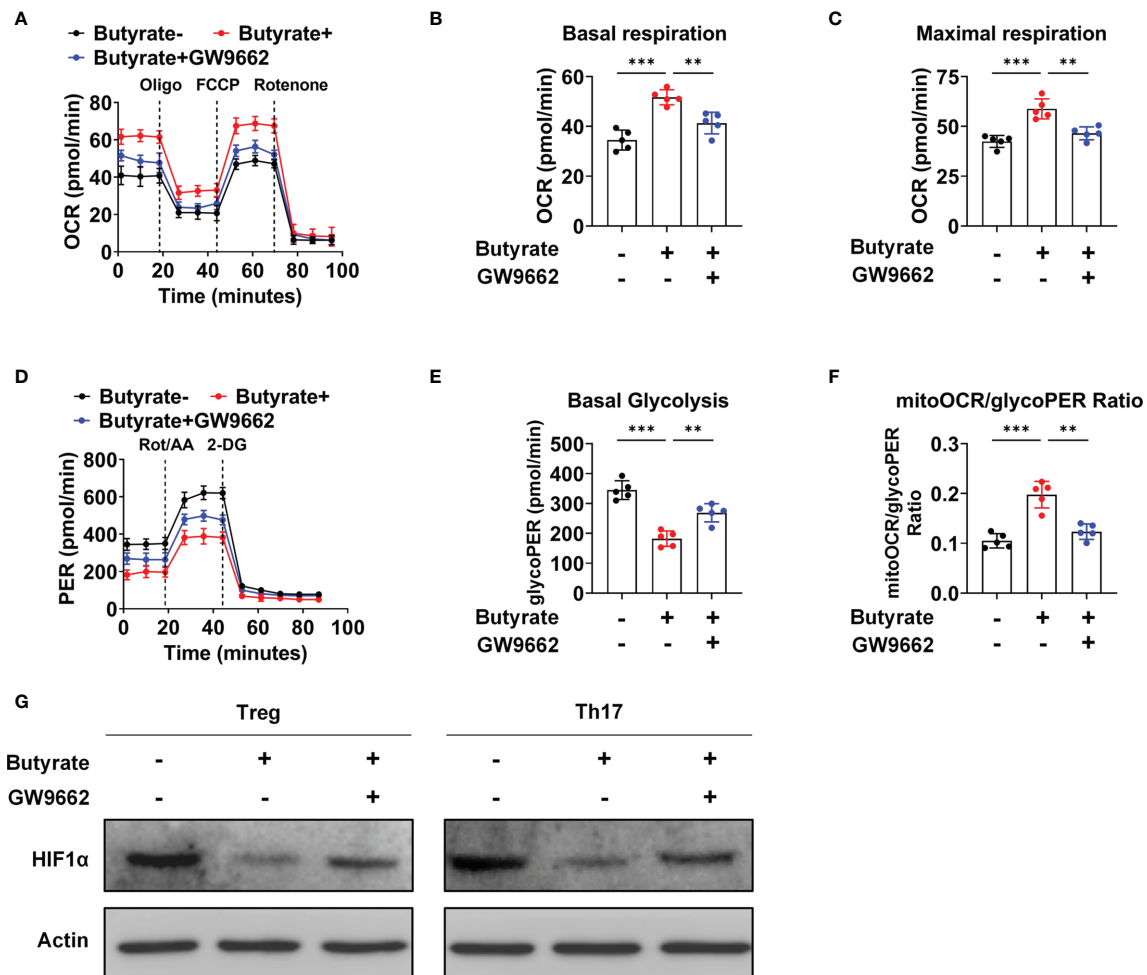 A
Butyrate- Butyrate+
Butyrate+GW9662
Oligo FCCP Rotenone
OCR (pmol/min)
80
60
40
20
0
0 20 40 60 80 100
Time (minutes)
B
Basal respiration
*** **
OCR (pmol/min)
60
40
20
0
Butyrate - + +
GW9662 - - +
C
Maximal respiration
*** **
OCR (pmol/min)
75
50
25
0
Butyrate - + +
GW9662 - - +
D
Butyrate- Butyrate+
Butyrate+GW9662
Rot/AA 2-DG
PER (pmol/min)
800
600
400
200
0
0 20 40 60 80 100
Time (minutes)
E
Basal Glycolysis
*** **
glycoPER (pmol/min)
500
400
300
200
100
0
Butyrate - + +
GW9662 - - +
F
mitoOCR/glycoPER Ratio
*** **
mitoOCR/glycoPER
Ratio
0.3
0.2
0.1
0.0
Butyrate - + +
GW9662 - - +
G
Treg Th17
Butyrate - + + - + +
GW9662 - - + - - +
HIF1α
Actin